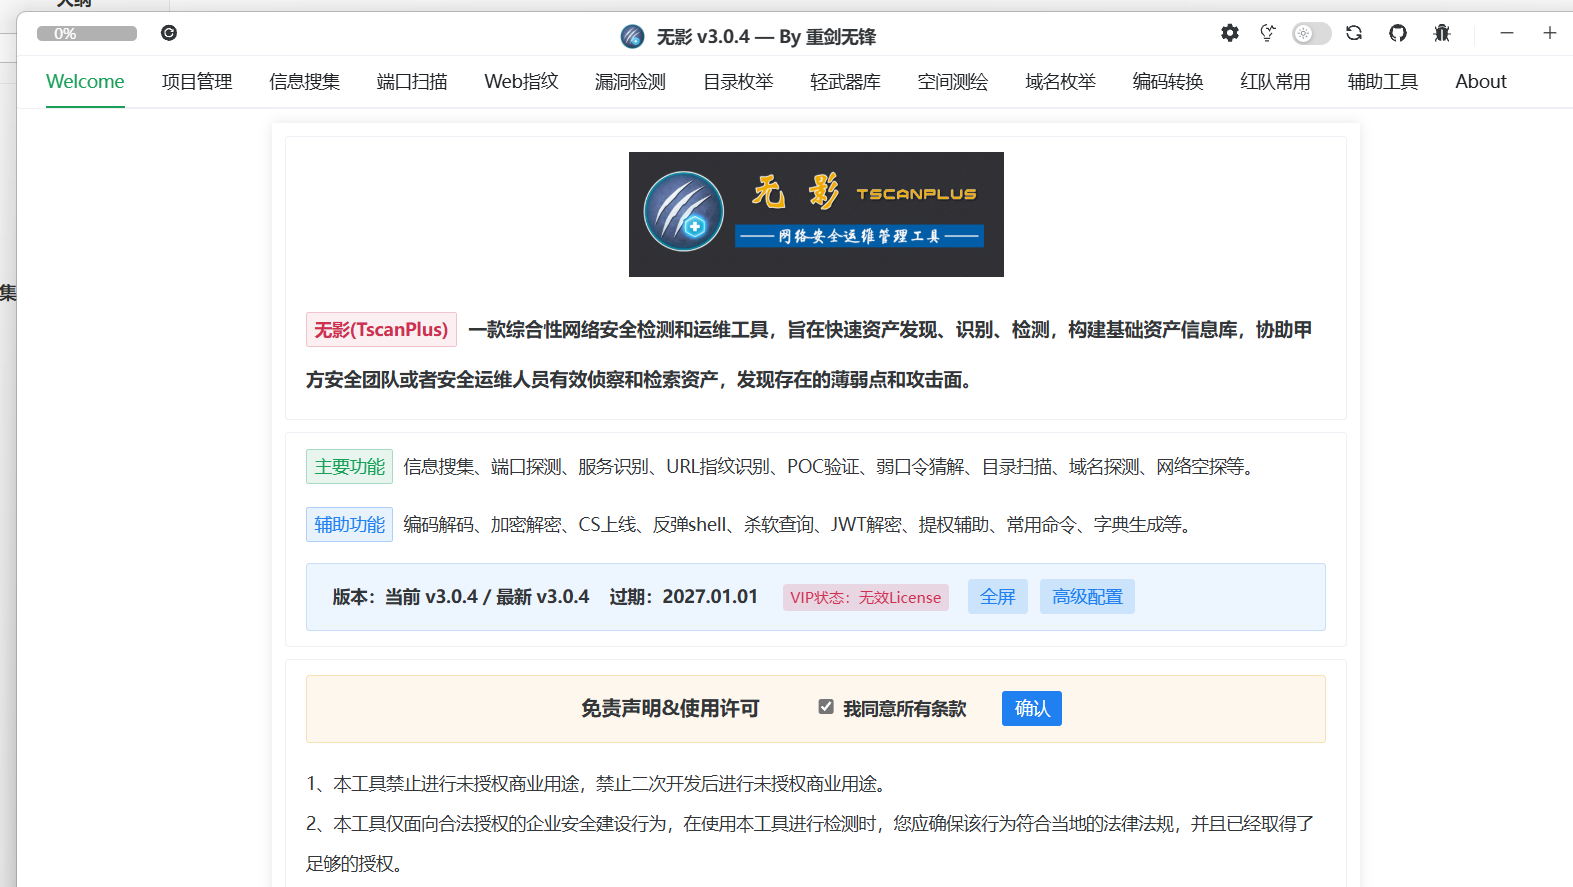 0%
无影 v3.0.4 — By 重剑无锋
Welcome 项目管理 信息搜集 端口扫描 Web指纹 漏洞检测 目录枚举 轻武器库 空间测绘 域名枚举 编码转换 红队常用 辅助工具 About
无影 TSCANPLUS
网络安全运维管理工具
集
无影(TscanPlus) 一款综合性网络安全检测和运维工具，旨在快速资产发现、识别、检测，构建基础资产信息库，协助甲
方安全团队或者安全运维人员有效侦察和检索资产，发现存在的薄弱点和攻击面。
主要功能 信息搜集、端口探测、服务识别、URL指纹识别、POC验证、弱口令猜解、目录扫描、域名探测、网络空探等。
辅助功能 编码解码、加密解密、CS上线、反弹shell、杀软查询、JWT解密、提权辅助、常用命令、字典生成等。
版本：当前 v3.0.4 / 最新 v3.0.4 过期：2027.01.01 VIP状态：无效License 全屏 高级配置
免责声明&使用许可 我同意所有条款 确认
1、本工具禁止进行未授权商业用途，禁止二次开发后进行未授权商业用途。
2、本工具仅面向合法授权的企业安全建设行为，在使用本工具进行检测时，您应确保该行为符合当地的法律法规，并且已经取得了
足够的授权。